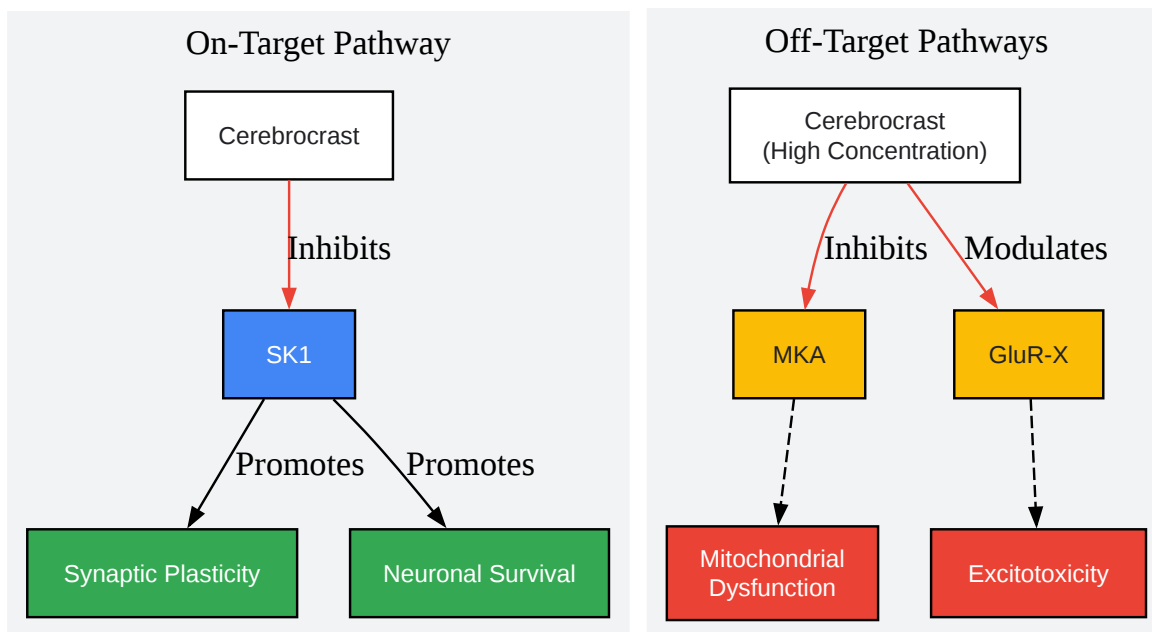 On-Target Pathway
Cerebrocrast
Inhibits
SK1
Promotes
Promotes
Synaptic Plasticity
Neuronal Survival
Off-Target Pathways
Cerebrocrast
(High Concentration)
Inhibits
Modulates
MKA
GluR-X
Mitochondrial
Dysfunction
Excitotoxicity